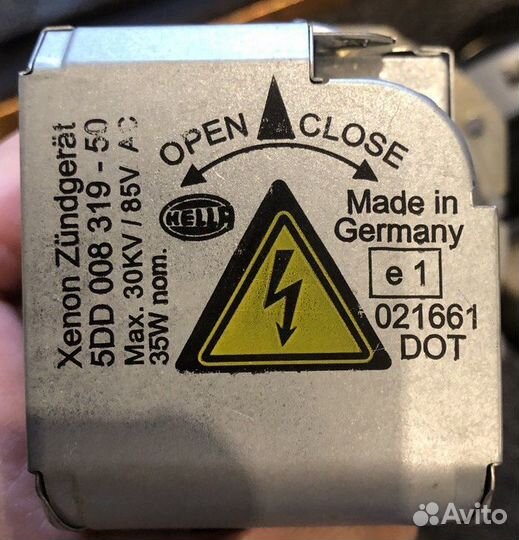 Xenon Zündgerät
5DD 008 319 - 50
Max. 30KV / 85V AC
35W nom.
OPEN CLOSE
HELLA
Made in
Germany
e 1
021661
DOT
Avito